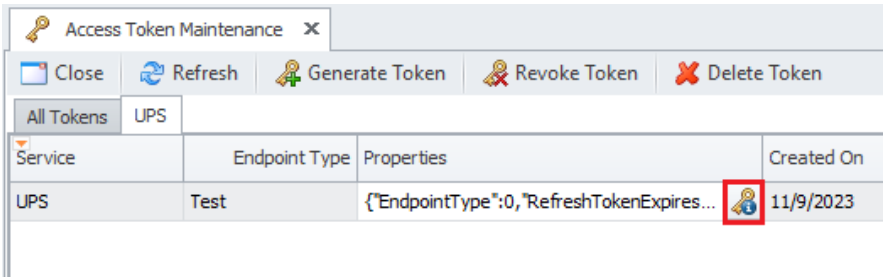 Access Token Maintenance
Close Refresh Generate Token Revoke Token Delete Token
All Tokens UPS
Service Endpoint Type Properties Created On
UPS Test {"EndpointType":0,"RefreshTokenExpires... 11/9/2023